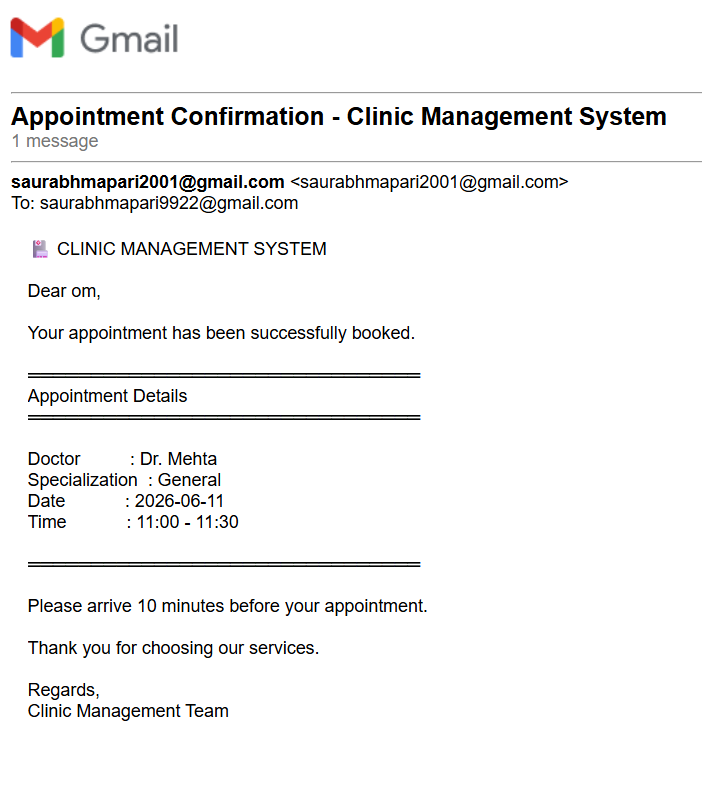 Gmail
Appointment Confirmation - Clinic Management System
1 message
saurabhmapari2001@gmail.com <saurabhmapari2001@gmail.com>
To: saurabhmapari9922@gmail.com
CLINIC MANAGEMENT SYSTEM
Dear om,
Your appointment has been successfully booked.
Appointment Details
Doctor : Dr. Mehta
Specialization : General
Date : 2026-06-11
Time : 11:00 - 11:30
Please arrive 10 minutes before your appointment.
Thank you for choosing our services.
Regards,
Clinic Management Team